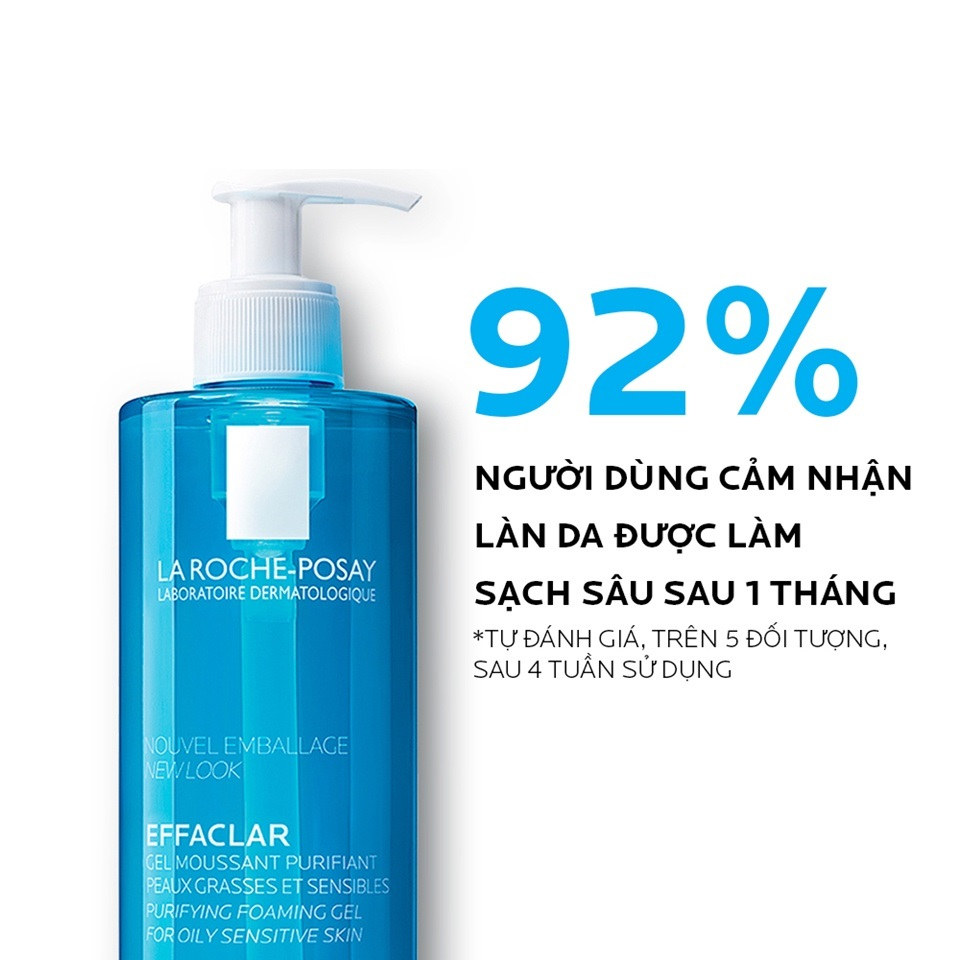 LA ROCHE-POSAY
LABORATOIRE DERMATOLOGIQUE
NOUVEL EMBALLAGE
NEW LOOK
EFFACLAR
GEL MOUSSANT PURIFIANT
PEAUX GRASSES ET SENSIBLES
PURIFYING FOAMING GEL
FOR OILY SENSITIVE SKIN
92%
NGƯỜI DÙNG CẢM NHẬN
LÀN DA ĐƯỢC LÀM
SẠCH SÂU SAU 1 THÁNG
*TỰ ĐÁNH GIÁ, TRÊN 5 ĐỐI TƯỢNG,
SAU 4 TUẦN SỬ DỤNG